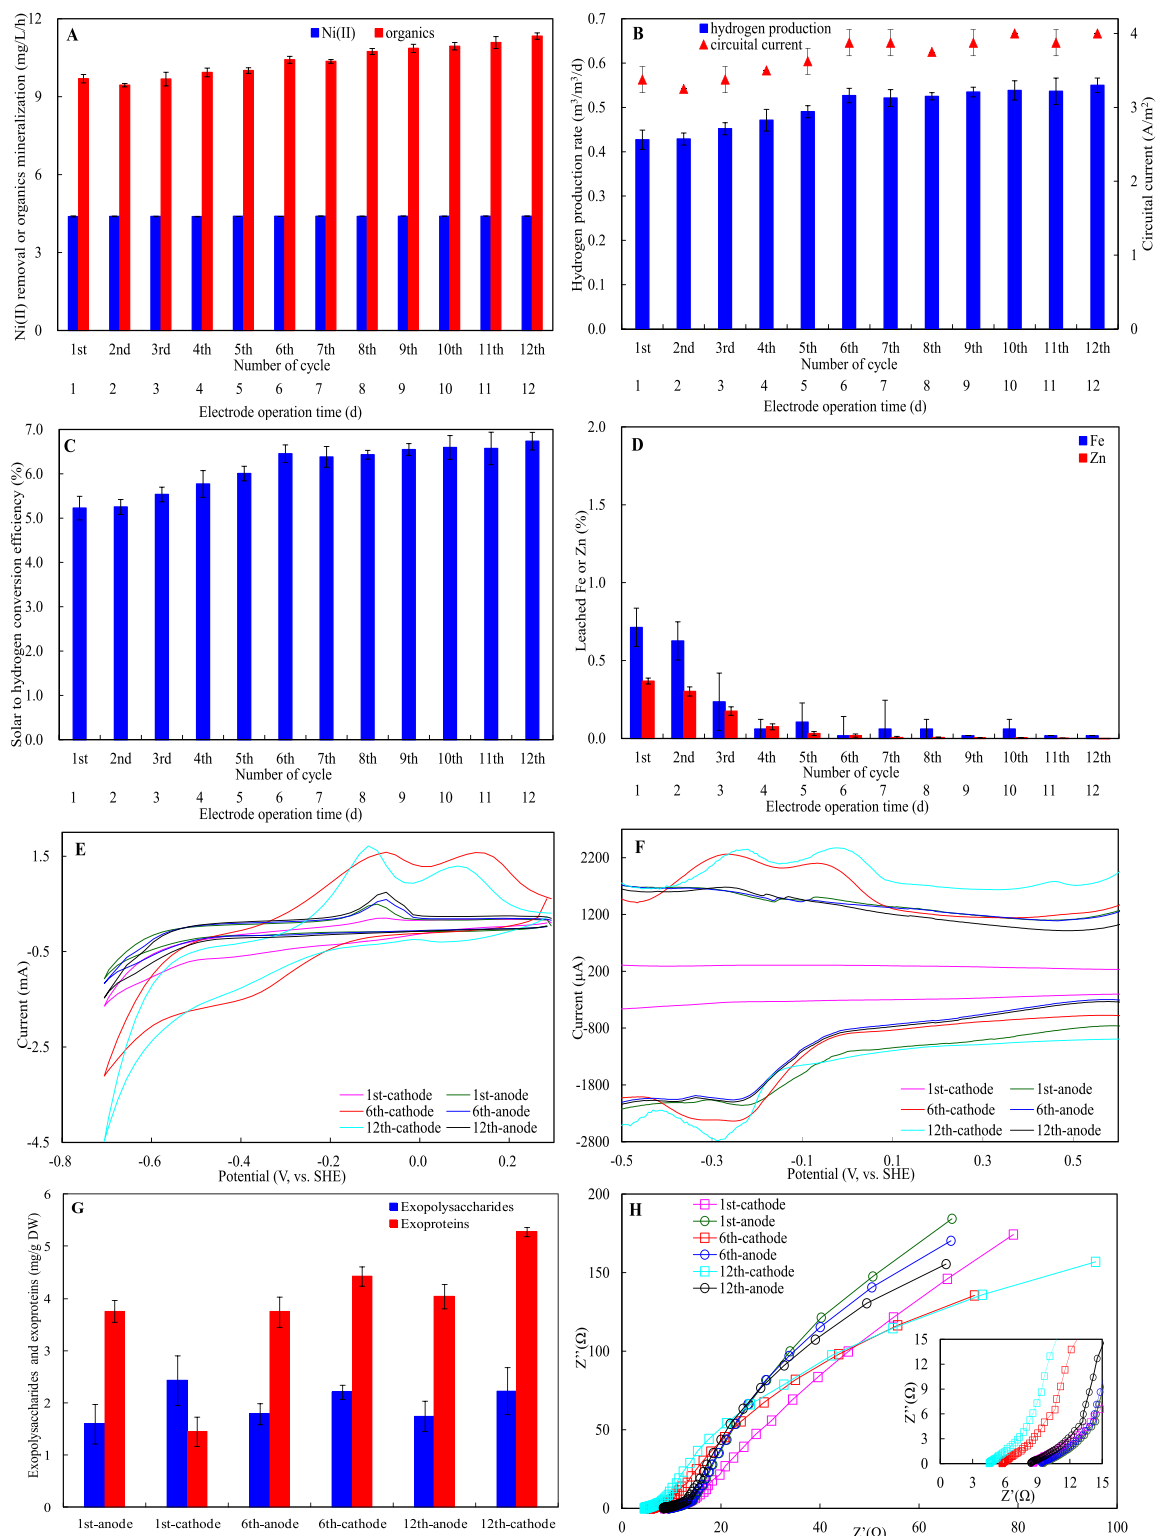 A
Ni(II)
organics
Ni(II) removal or organics mineralization (mg/L/h)
12
9
6
3
0
1st 2nd 3rd 4th 5th 6th 7th 8th 9th 10th 11th 12th
Number of cycle
1 2 3 4 5 6 7 8 9 10 11 12
Electrode operation time (d)
B
hydrogen production
circuital current
Hydrogen production rate (m³/m³/d)
0.7
0.6
0.5
0.4
0.3
0.2
0.1
0.0
Circuital current (A/m²)
4
3
2
1
0
1st 2nd 3rd 4th 5th 6th 7th 8th 9th 10th 11th 12th
Number of cycle
1 2 3 4 5 6 7 8 9 10 11 12
Electrode operation time (d)
C
Solar to hydrogen conversion efficiency (%)
7.0
6.0
5.0
4.0
3.0
2.0
1.0
0.0
1st 2nd 3rd 4th 5th 6th 7th 8th 9th 10th 11th 12th
Number of cycle
1 2 3 4 5 6 7 8 9 10 11 12
Electrode operation time (d)
D
Fe
Zn
Leached Fe or Zn (%)
2.0
1.5
1.0
0.5
0.0
1st 2nd 3rd 4th 5th 6th 7th 8th 9th 10th 11th 12th
Number of cycle
1 2 3 4 5 6 7 8 9 10 11 12
Electrode operation time (d)
E
Current (mA)
1.5
-0.5
-2.5
-4.5
1st-cathode 1st-anode
6th-cathode 6th-anode
12th-cathode 12th-anode
-0.8 -0.6 -0.4 -0.2 0.0 0.2
Potential (V, vs. SHE)
F
Current (μA)
2200
1200
200
-800
-1800
-2800
1st-cathode 1st-anode
6th-cathode 6th-anode
12th-cathode 12th-anode
-0.5 -0.3 -0.1 0.1 0.3 0.5
Potential (V, vs. SHE)
G
Exopolysaccharides
Exoproteins
Exopolysaccharides and exoproteins (mg/g DW)
6
5
4
3
2
1
0
1st-anode 1st-cathode 6th-anode 6th-cathode 12th-anode 12th-cathode
H
1st-cathode
1st-anode
6th-cathode
6th-anode
12th-cathode
12th-anode
Z’’(Ω)
200
150
100
50
0
0 20 40 60 80 100
Z’(Ω)
Z’’(Ω)
15
12
9
6
3
0
0 3 6 9 12 15
Z’(Ω)